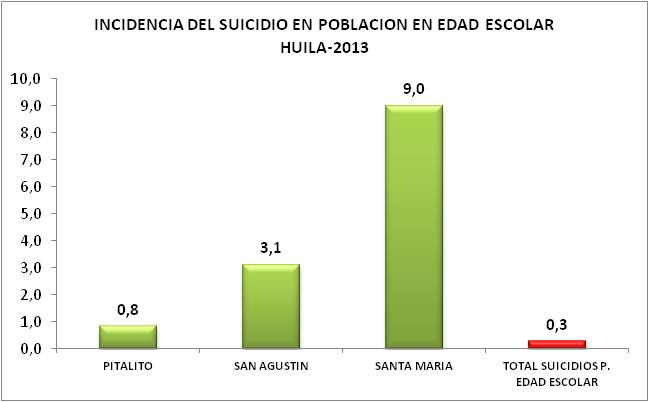 INCIDENCIA DEL SUICIDIO EN POBLACION EN EDAD ESCOLAR
HUILA-2013
10,0
9,0
8,0
7,0
6,0
5,0
4,0
3,0
2,0
1,0
0,0
0,8
3,1
9,0
0,3
PITALITO
SAN AGUSTIN
SANTA MARIA
TOTAL SUICIDIOS P.
EDAD ESCOLAR